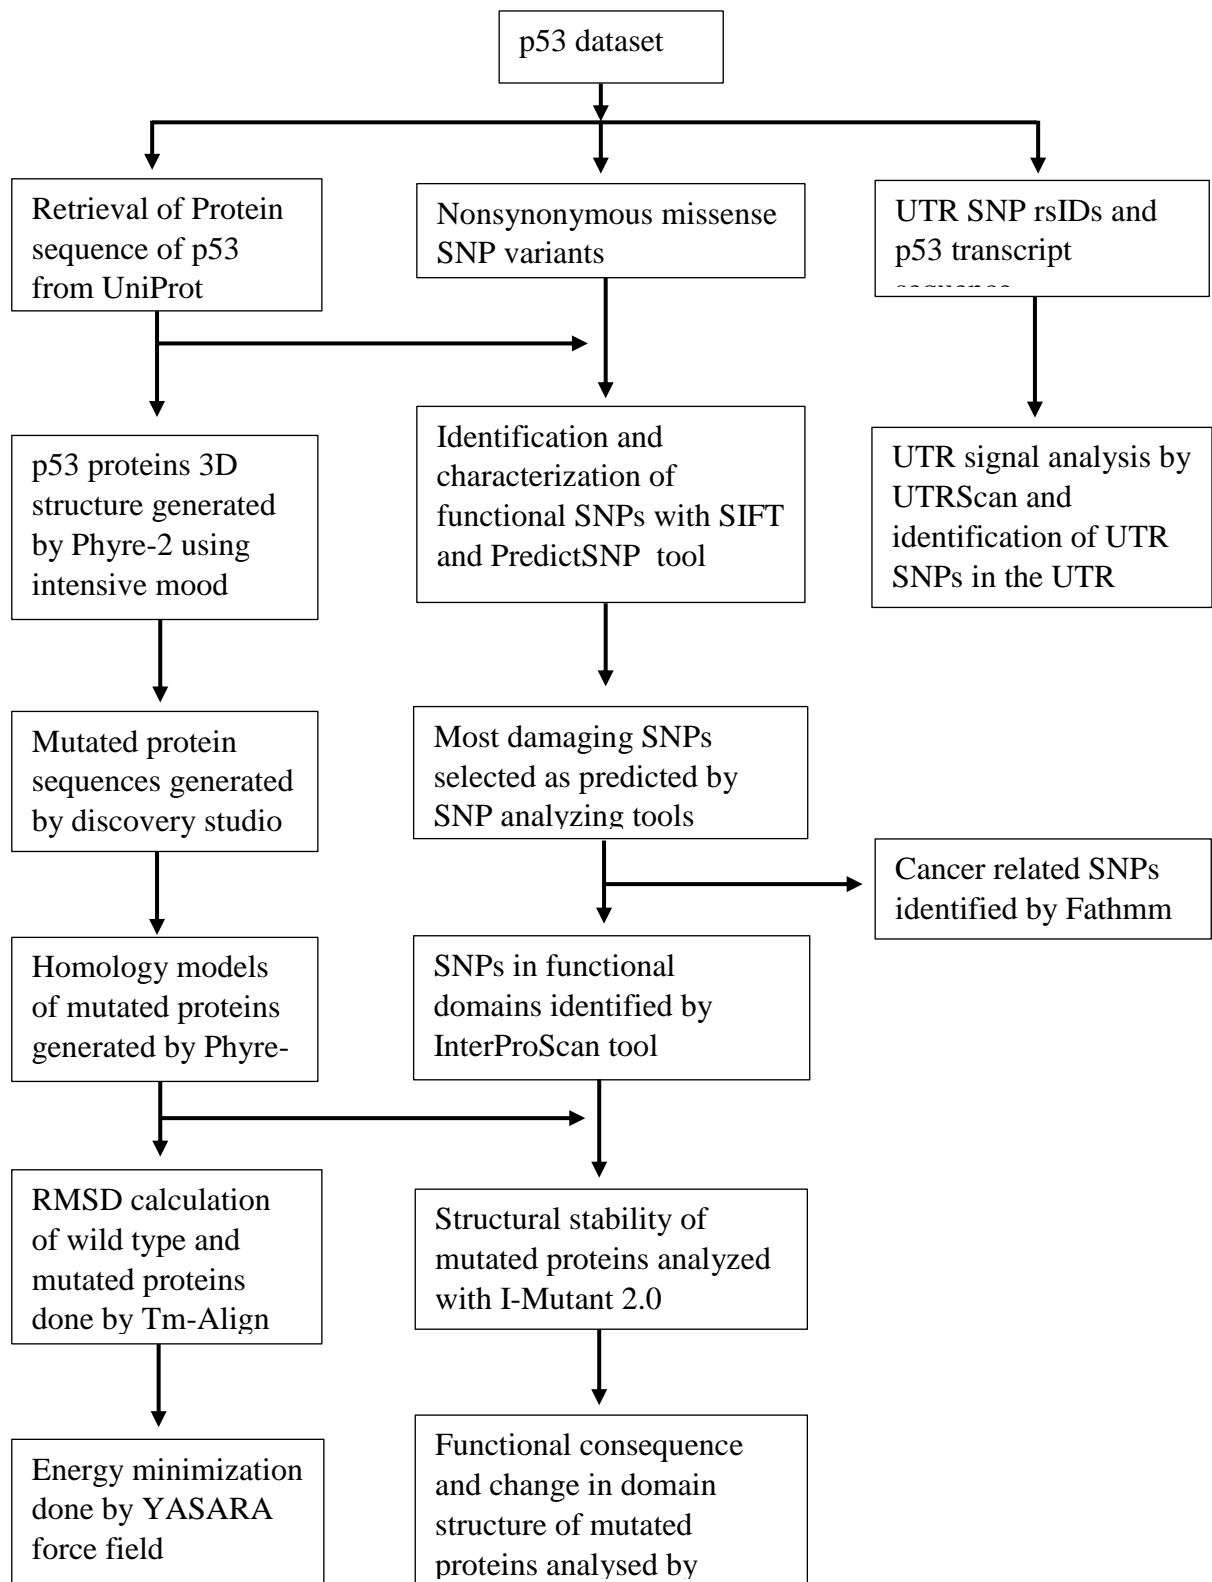 p53 dataset
Retrieval of Protein
sequence of p53
from UniProt
Nonsynonymous missense
SNP variants
UTR SNP rsIDs and
p53 transcript
p53 proteins 3D
structure generated
by Phyre-2 using
intensive mood
Identification and
characterization of
functional SNPs with SIFT
and PredictSNP tool
UTR signal analysis by
UTRScan and
identification of UTR
SNPs in the UTR
Mutated protein
sequences generated
by discovery studio
Most damaging SNPs
selected as predicted by
SNP analyzing tools
Cancer related SNPs
identified by Fathmm
Homology models
of mutated proteins
generated by Phyre-
SNPs in functional
domains identified by
InterProScan tool
RMSD calculation
of wild type and
mutated proteins
done by Tm-Align
Structural stability of
mutated proteins analyzed
with I-Mutant 2.0
Energy minimization
done by YASARA
force field
Functional consequence
and change in domain
structure of mutated
proteins analysed by